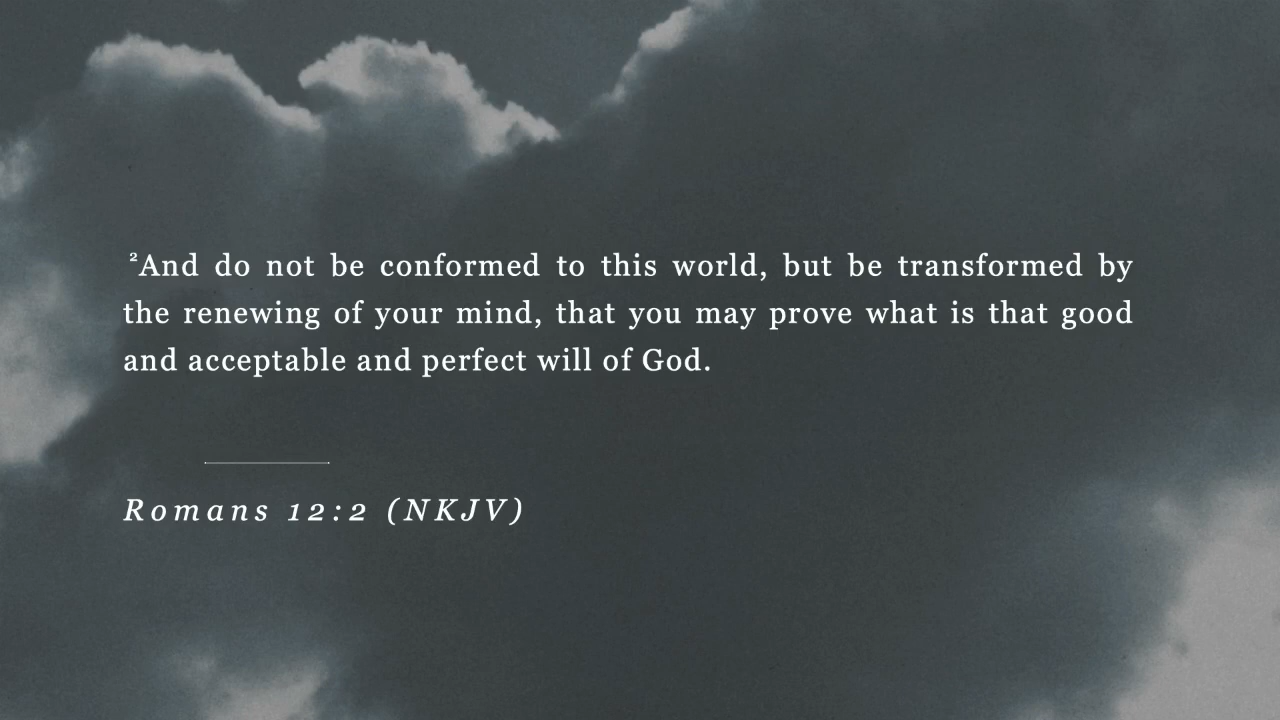 ²And do not be conformed to this world, but be transformed by
the renewing of your mind, that you may prove what is that good
and acceptable and perfect will of God.
Romans 12:2 (NKJV)